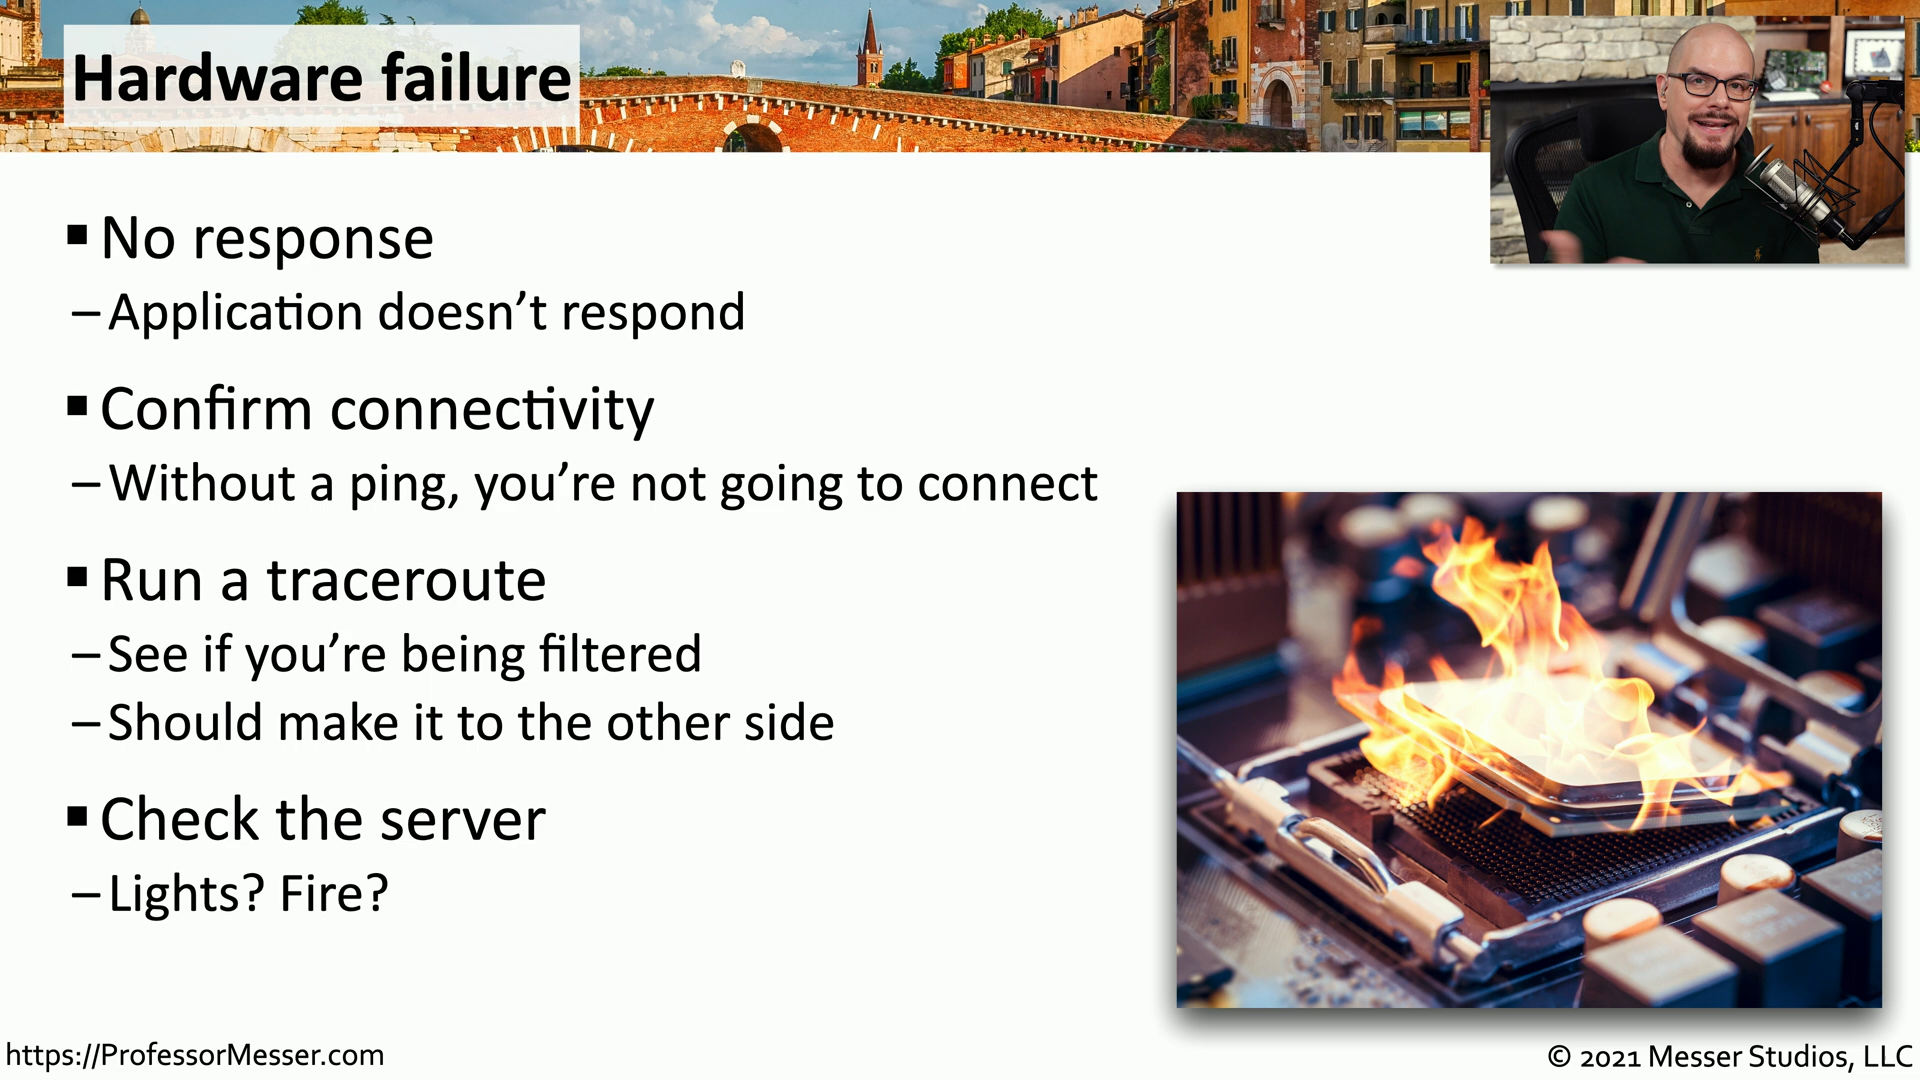 Hardware failure
▪ No response
– Application doesn’t respond
▪ Confirm connectivity
– Without a ping, you’re not going to connect
▪ Run a traceroute
– See if you’re being filtered
– Should make it to the other side
▪ Check the server
– Lights? Fire?
https://ProfessorMesser.com
© 2021 Messer Studios, LLC